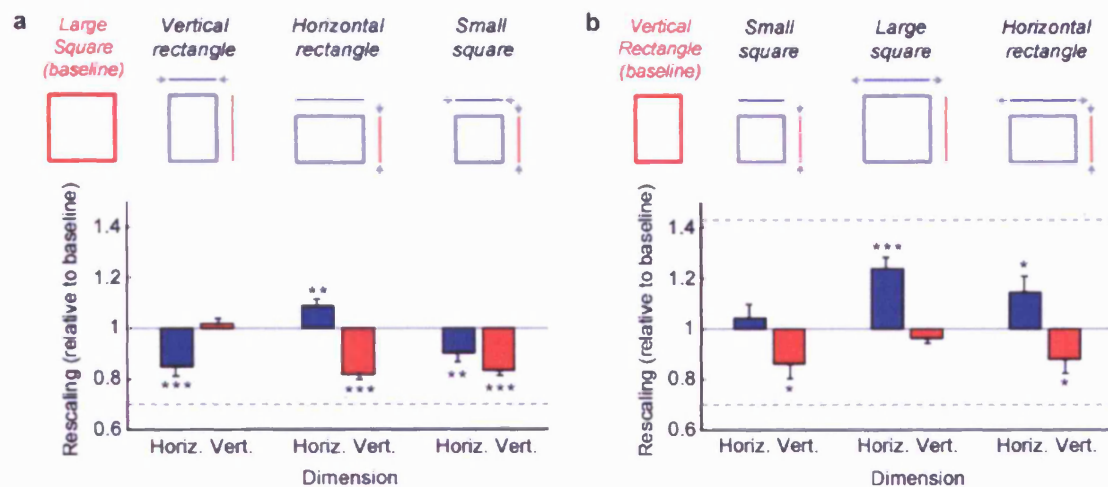 a
Large
Square
(baseline)
Vertical
rectangle
Horizontal
rectangle
Small
square
Rescaling (relative to baseline)
1.4
1.2
1
0.8
0.6
***
**
***
**
***
Horiz. Vert.
Horiz. Vert.
Horiz. Vert.
Dimension
b
Vertical
Rectangle
(baseline)
Small
square
Large
square
Horizontal
rectangle
Rescaling (relative to baseline)
1.4
1.2
1
0.8
0.6
*
***
*
*
Horiz. Vert.
Horiz. Vert.
Horiz. Vert.
Dimension